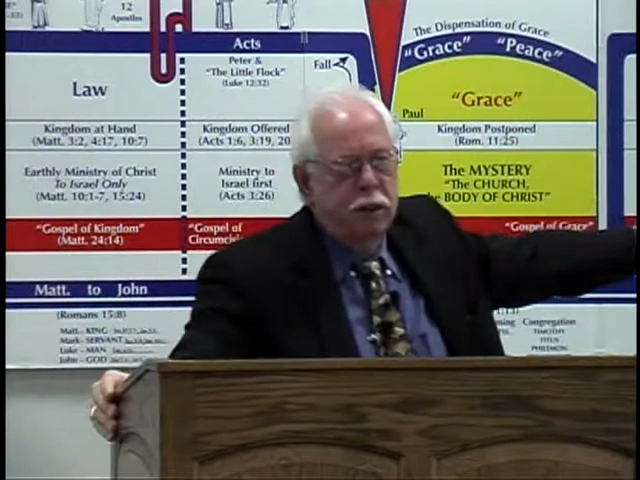 12
Apostles
The Dispensation of Grace
"Grace" "Peace"
Acts
Law
Peter &
"The Little Flock"
(Luke 12:32)
Fall
"Grace"
Paul
Kingdom at Hand
(Matt. 3:2, 4:17, 10:7)
Kingdom Offered
(Acts 1:6, 3:19, 20
Kingdom Postponed
(Rom. 11:25)
Earthly Ministry of Christ
To Israel Only
(Matt. 10:1-7, 15:24)
Ministry to
Israel first
(Acts 3:26)
The MYSTERY
"The CHURCH,
the BODY OF CHRIST"
"Gospel of Kingdom"
(Matt. 24:14)
"Gospel of
Circumcisi
"Gospel of Grace"
Matt. to John
(Romans 15:8)
Matt.- KING
Mark- SERVANT
Luke - MAN
John - GOD
Congregation
TIMOTHY
TITUS
PHILEMON